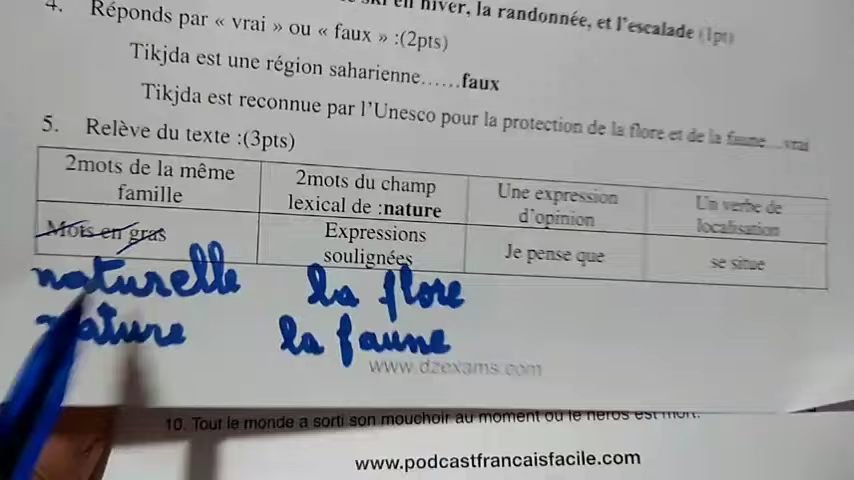 en hiver, la randonnée, et l'escalade (1pt)
4. Réponds par « vrai » ou « faux » :(2pts)
Tikjda est une région saharienne……faux
Tikjda est reconnue par l'Unesco pour la protection de la flore et de la faune…vrai
5. Relève du texte :(3pts)
2mots de la même famille
2mots du champ lexical de :nature
Une expression d'opinion
Un verbe de localisation
Mots en gras
Expressions soulignées
Je pense que
se situe
naturelle
la flore
nature
la faune
www.dzexams.com
10. Tout le monde a sorti son mouchoir au moment où le héros est mort.
www.podcastfrancaisfacile.com